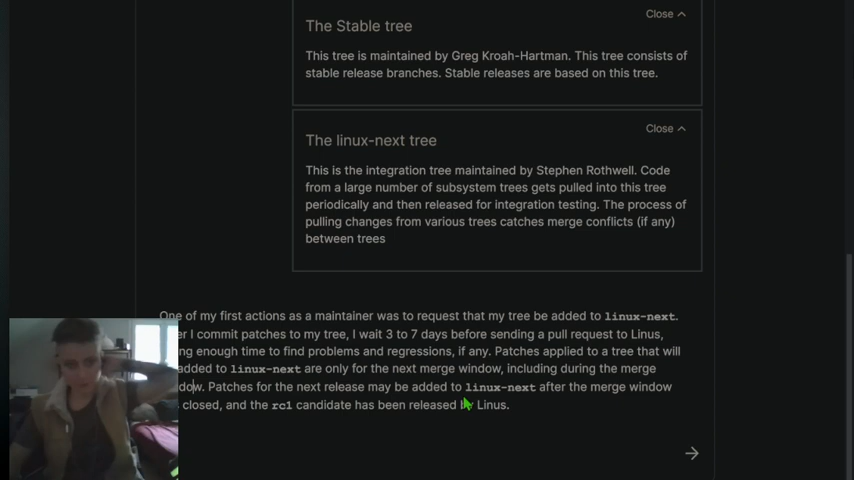 Close
The Stable tree
This tree is maintained by Greg Kroah-Hartman. This tree consists of
stable release branches. Stable releases are based on this tree.
Close
The linux-next tree
This is the integration tree maintained by Stephen Rothwell. Code
from a large number of subsystem trees gets pulled into this tree
periodically and then released for integration testing. The process of
pulling changes from various trees catches merge conflicts (if any)
between trees
One of my first actions as a maintainer was to request that my tree be added to linux-next.
I commit patches to my tree, I wait 3 to 7 days before sending a pull request to Linus,
enough time to find problems and regressions, if any. Patches applied to a tree that will
added to linux-next are only for the next merge window, including during the merge
Patches for the next release may be added to linux-next after the merge window
closed, and the rc1 candidate has been released by Linus.